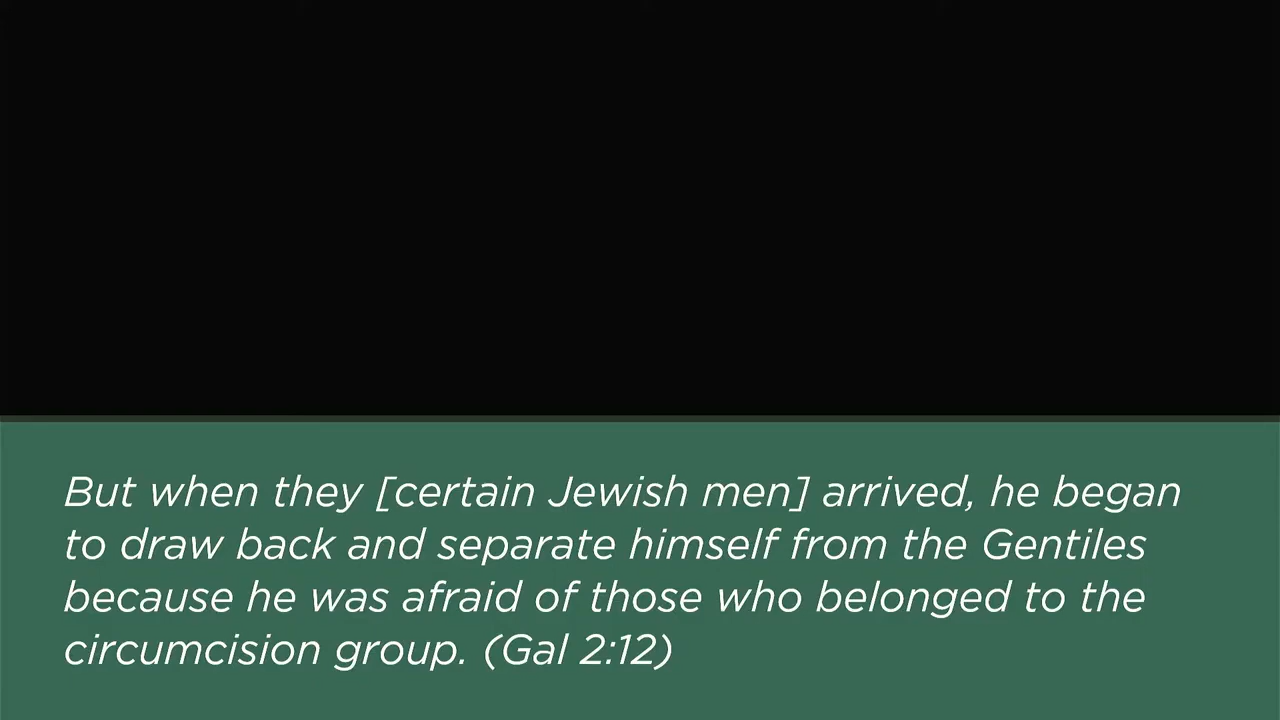 But when they [certain Jewish men] arrived, he began
to draw back and separate himself from the Gentiles
because he was afraid of those who belonged to the
circumcision group. (Gal 2:12)